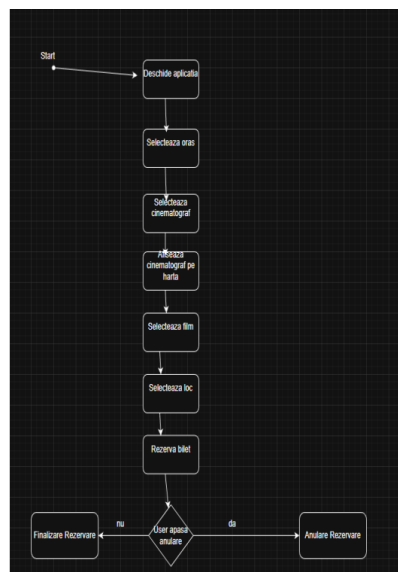 Start
Deschide aplicatia
Selecteaza oras
Selecteaza
cinematograf
Afiseaza
cinematograf pe
harta
Selecteaza film
Selecteaza loc
Rezerva bilet
User apasa
anulare
nu
da
Finalizare Rezervare
Anulare Rezervare